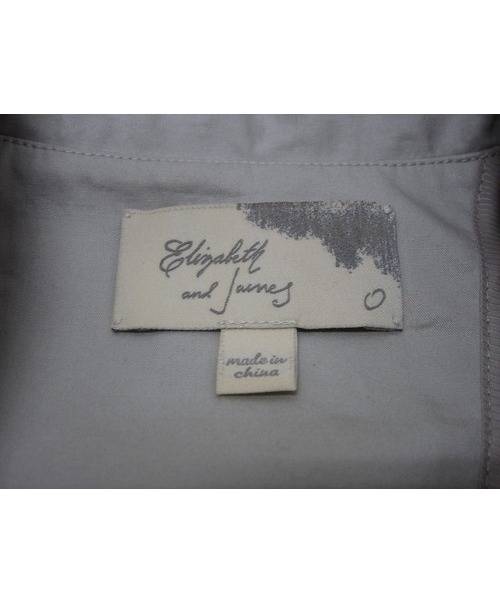 Elizabeth
and James
0
made in
china